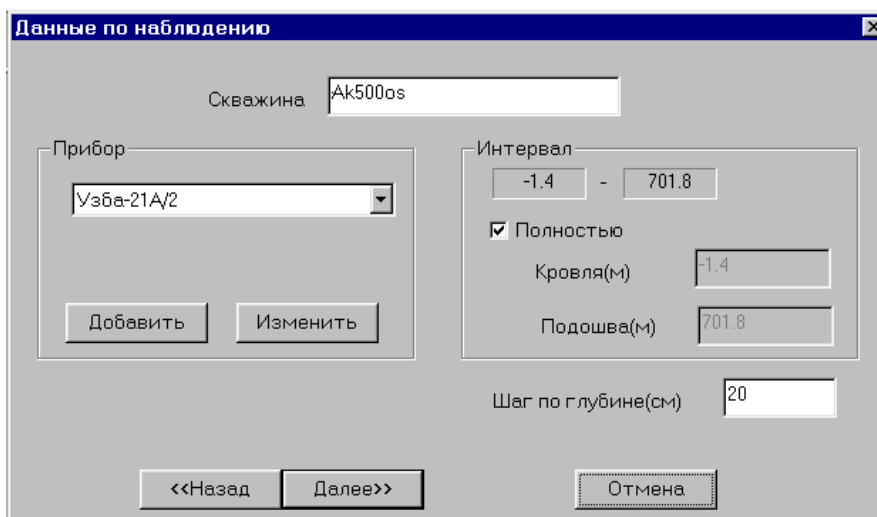 Данные по наблюдению
Скважина Ak500os
Прибор
Узба-21А/2
Добавить Изменить
Интервал
-1.4 - 701.8
Полностью
Кровля(м) -1.4
Подошва(м) 701.8
Шаг по глубине(см) 20
<<Назад Далее>> Отмена